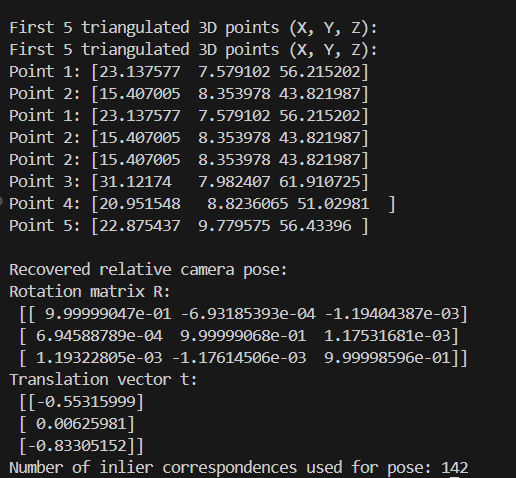 First 5 triangulated 3D points (X, Y, Z):
First 5 triangulated 3D points (X, Y, Z):
Point 1: [23.137577  7.579102 56.215202]
Point 2: [15.407005  8.353978 43.821987]
Point 1: [23.137577  7.579102 56.215202]
Point 2: [15.407005  8.353978 43.821987]
Point 2: [15.407005  8.353978 43.821987]
Point 3: [31.12174   7.982407 61.910725]
Point 4: [20.951548   8.8236065 51.02981  ]
Point 5: [22.875437  9.779575 56.43396 ]

Recovered relative camera pose:
Rotation matrix R:
 [[ 9.99999047e-01 -6.93185393e-04 -1.19404387e-03]
 [ 6.94588789e-04  9.99999068e-01  1.17531681e-03]
 [ 1.19322805e-03 -1.17614506e-03  9.99998596e-01]]
Translation vector t:
 [[-0.55315999]
 [ 0.00625981]
 [-0.83305152]]
Number of inlier correspondences used for pose: 142